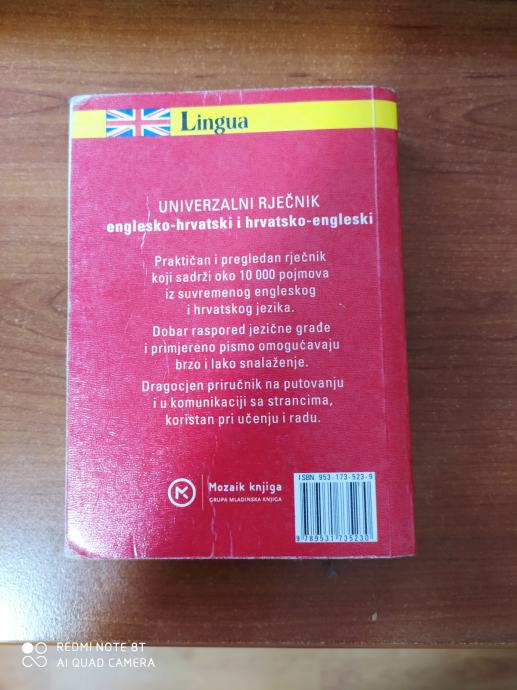 Lingua
UNIVERZALNI RJEČNIK
englesko-hrvatski i hrvatsko-engleski
Praktičan i pregledan rječnik
koji sadrži oko 10 000 pojmova
iz suvremenog engleskog
i hrvatskog jezika.
Dobar raspored jezične građe
i primjereno pismo omogućavaju
brzo i lako snalaženje.
Dragocjen priručnik na putovanju
i u komunikaciji sa strancima,
koristan pri učenju i radu.
Mozaik knjiga
GRUPA MLADINSKA KNJIGA
ISBN 953-173-523-9
9 789531 735230
REDMI NOTE 8T
AI QUAD CAMERA